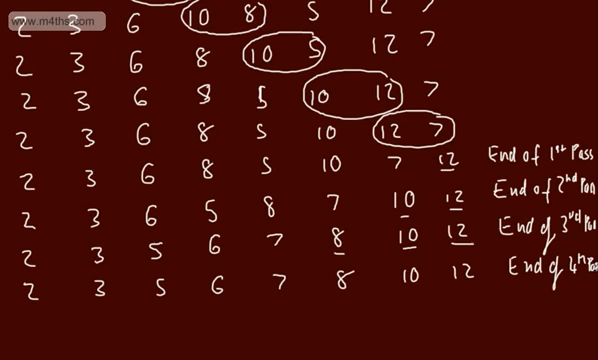 www.m4ths.com
2 3 6 10 8 5 12 7
2 3 6 8 10 5 12 7
2 3 6 8 5 10 12 7
2 3 6 8 5 10 12 7
2 3 6 8 5 10 7 12 End of 1st Pass
2 3 6 5 8 7 10 12 End of 2nd Pas
2 3 5 6 7 8 10 12 End of 3rd Pas
2 3 5 6 7 8 10 12 End of 4th Pas